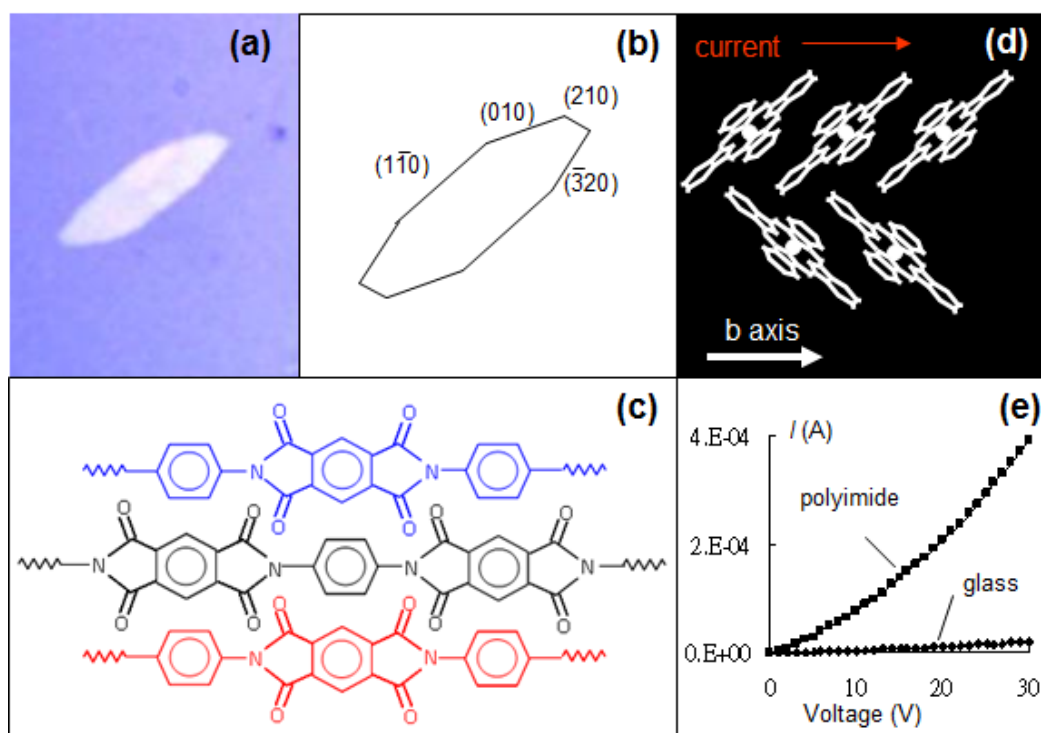 (a)
(b)
(010)
(210)
(11̅0)
(3̅20)
(d)
current
b axis
(c)
O O
N N
O O
O O O O
N N N N
O O O O
O O
N N
O O
(e)
I (A)
4.E-04
polyimide
2.E-04
glass
0.E+00
0 10 20 30
Voltage (V)